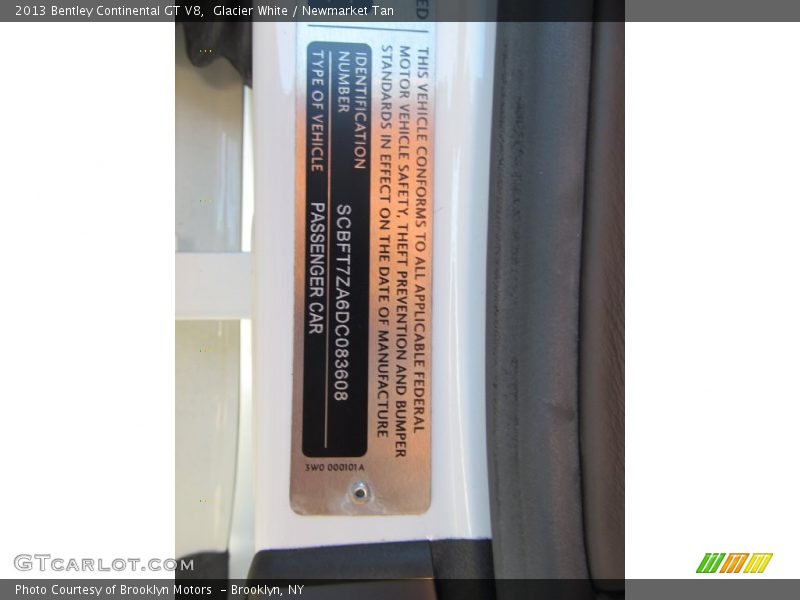 2013 Bentley Continental GT V8,  Glacier White / Newmarket Tan
THIS VEHICLE CONFORMS TO ALL APPLICABLE FEDERAL
MOTOR VEHICLE SAFETY, THEFT PREVENTION AND BUMPER
STANDARDS IN EFFECT ON THE DATE OF MANUFACTURE
IDENTIFICATION
NUMBER SCBFT7ZA6DC083608
TYPE OF VEHICLE PASSENGER CAR
3W0 000101A
GTCARLOT.COM
Photo Courtesy of Brooklyn Motors  - Brooklyn, NY